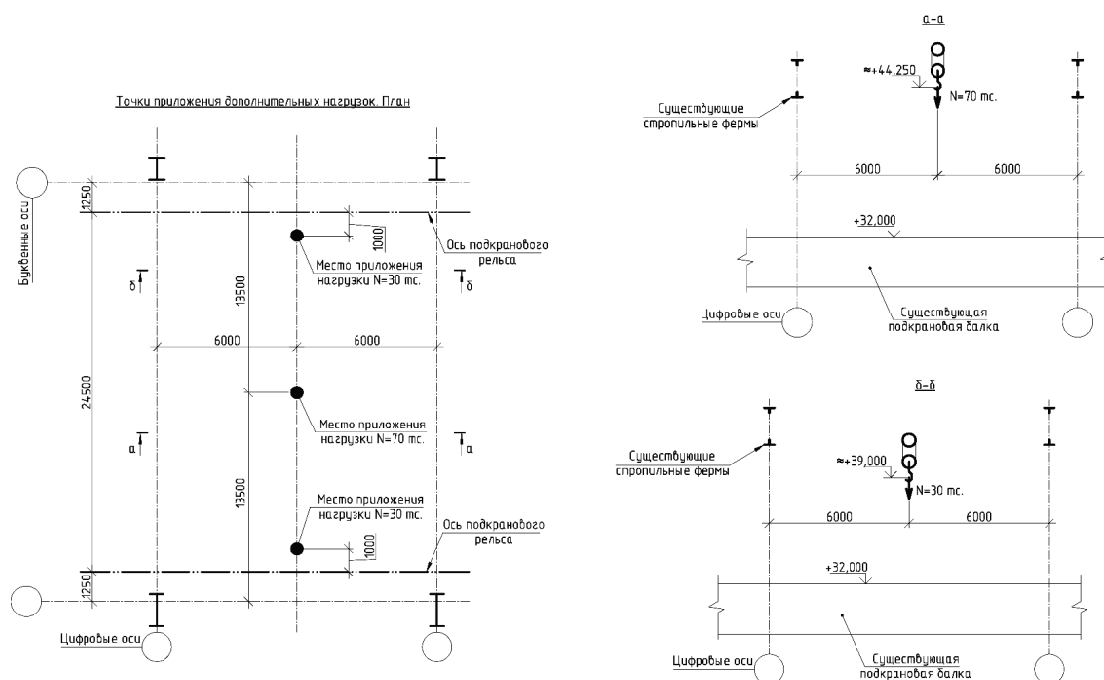 Точки приложения дополнительных нагрузок. План
Буквенные оси
1250
24500
1250
13500
13500
1000
Ось подкранового
рельса
Место приложения
нагрузки N=30 тс.
б
б
6000
6000
Место приложения
нагрузки N=70 тс.
а
а
Место приложения
нагрузки N=30 тс.
1000
Ось подкранового
рельса
Цифровые оси
а-а
≈+44,250
N=70 тс.
Существующие
стропильные фермы
6000
6000
+32,000
Цифровые оси
Существующая
подкрановая балка
б-б
Существующие
стропильные фермы
≈+39,000
N=30 тс.
6000
6000
+32,000
Цифровые оси
Существующая
подкрановая балка